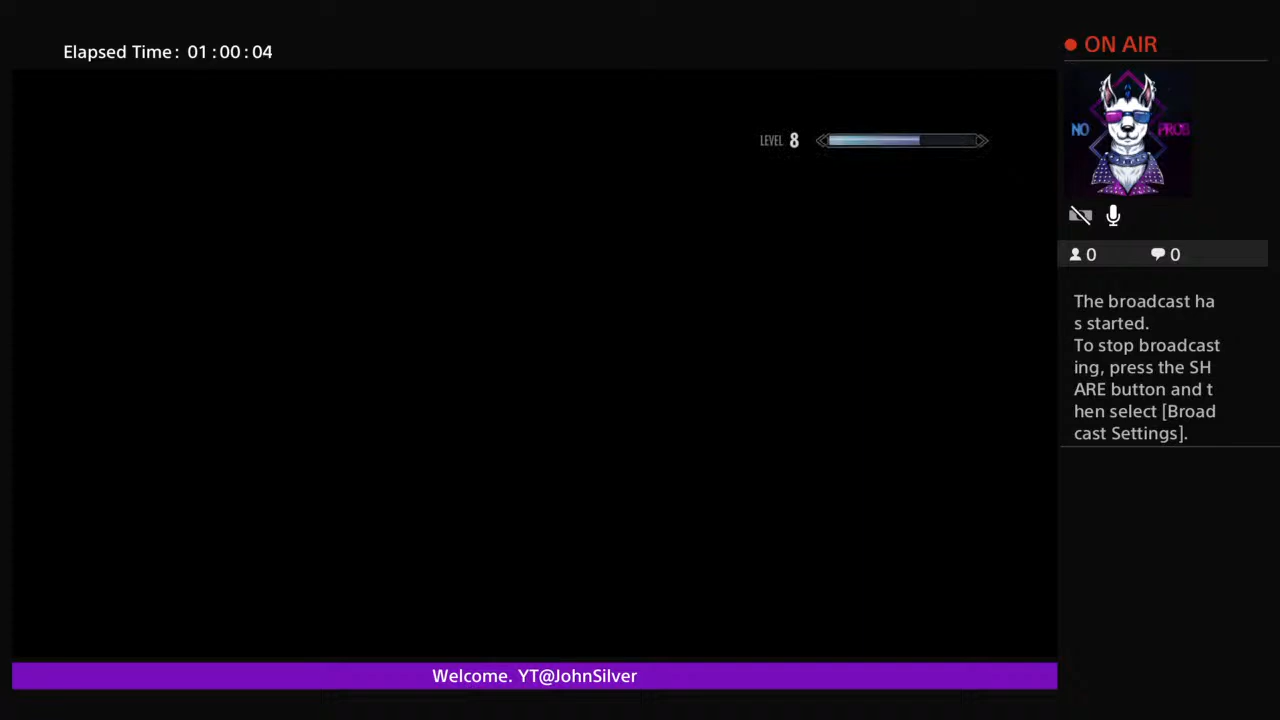 Elapsed Time: 01:00:04
ON AIR
LEVEL 8
NO PROB
0 0
The broadcast ha
s started.
To stop broadcast
ing, press the SH
ARE button and t
hen select [Broad
cast Settings].
Welcome. YT@JohnSilver